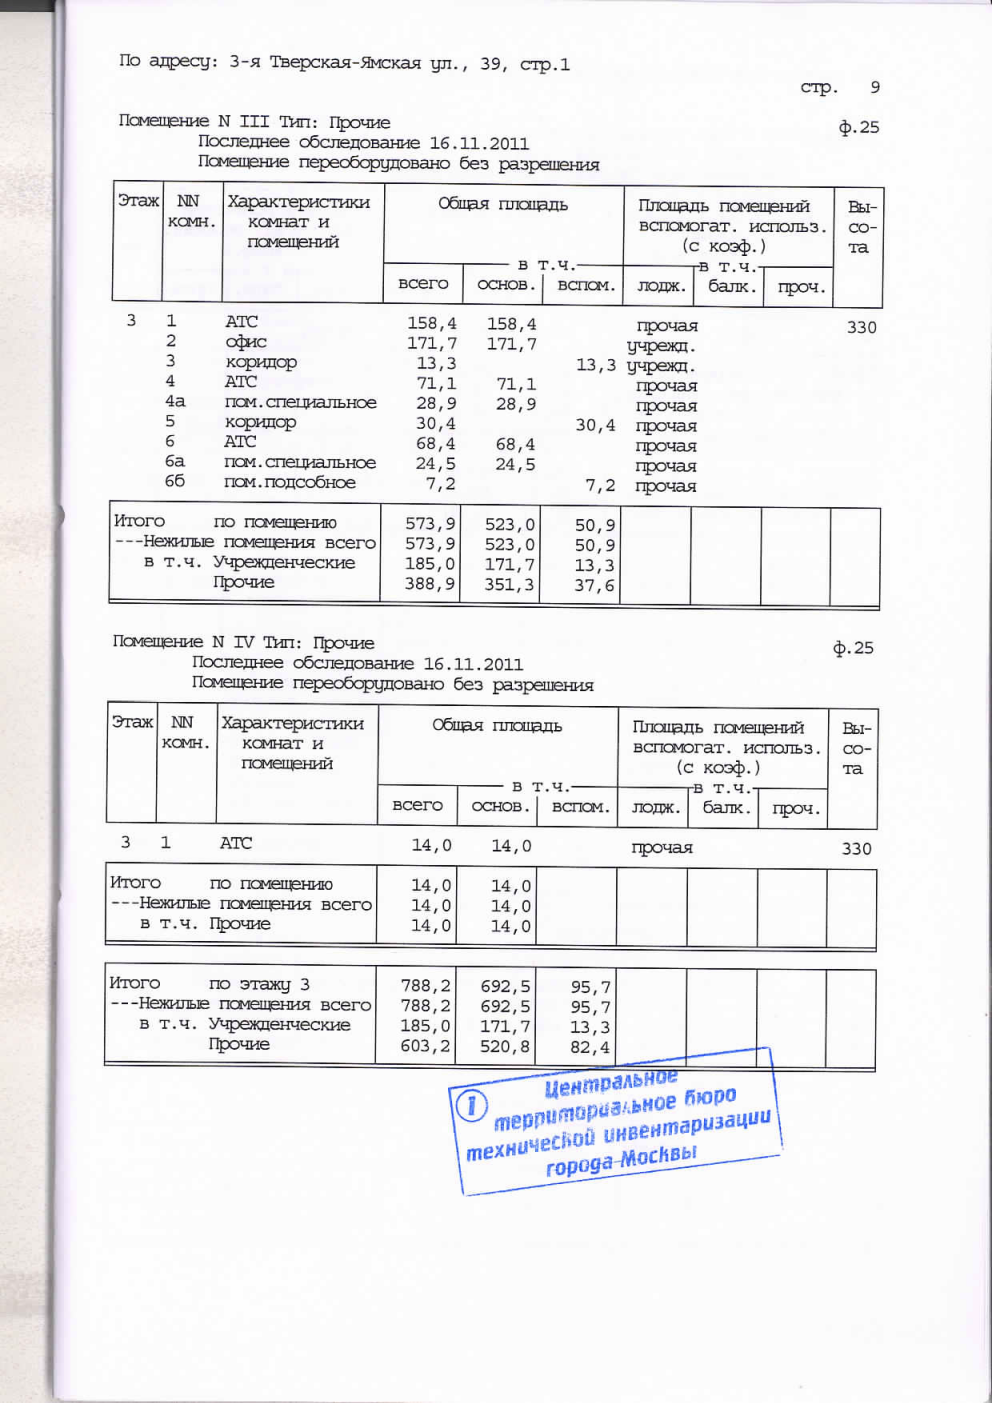 По адресу: 3-я Тверская-Ямская ул., 39, стр.1
стр. 9
Помещение N III Тип: Прочие
ф.25
Последнее обследование 16.11.2011
Помещение переоборудовано без разрешения
Этаж NN Характеристики Общая площадь Площадь помещений Вы-
комн. комнат и вспомогат. использ. со-
помещений (с коэф.) та
в т.ч. в т.ч.
всего основ. вспом. лодж. балк. проч.
3 1 АТС 158,4 158,4 прочая 330
2 офис 171,7 171,7 учрежд.
3 коридор 13,3 13,3 учрежд.
4 АТС 71,1 71,1 прочая
4а пом.специальное 28,9 28,9 прочая
5 коридор 30,4 30,4 прочая
6 АТС 68,4 68,4 прочая
6а пом.специальное 24,5 24,5 прочая
6б пом.подсобное 7,2 7,2 прочая
Итого по помещению 573,9 523,0 50,9
---Нежилые помещения всего 573,9 523,0 50,9
в т.ч. Учрежденческие 185,0 171,7 13,3
Прочие 388,9 351,3 37,6
Помещение N IV Тип: Прочие
ф.25
Последнее обследование 16.11.2011
Помещение переоборудовано без разрешения
Этаж NN Характеристики Общая площадь Площадь помещений Вы-
комн. комнат и вспомогат. использ. со-
помещений (с коэф.) та
в т.ч. в т.ч.
всего основ. вспом. лодж. балк. проч.
3 1 АТС 14,0 14,0 прочая 330
Итого по помещению 14,0 14,0
---Нежилые помещения всего 14,0 14,0
в т.ч. Прочие 14,0 14,0
Итого по этажу 3 788,2 692,5 95,7
---Нежилые помещения всего 788,2 692,5 95,7
в т.ч. Учрежденческие 185,0 171,7 13,3
Прочие 603,2 520,8 82,4
1 Центральное
территориальное бюро
технической инвентаризации
города Москвы